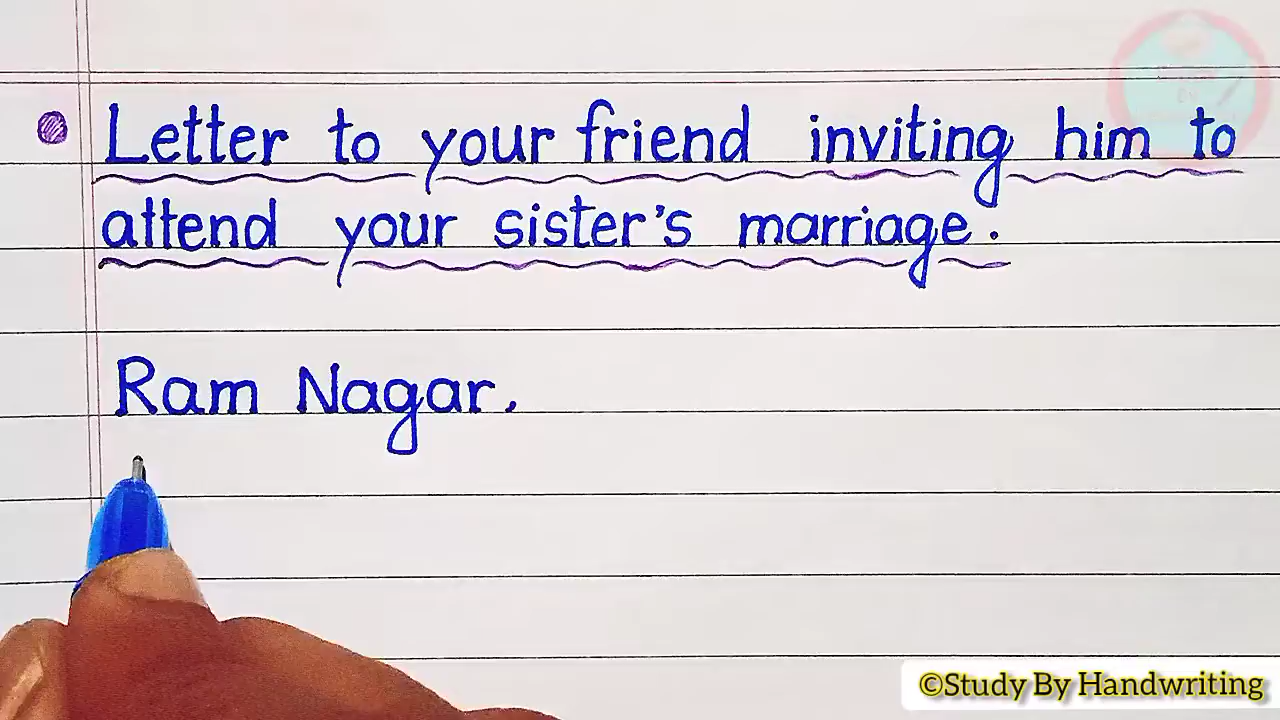 Letter to your friend inviting him to
attend your sister's marriage.
Ram Nagar,
©Study By Handwriting